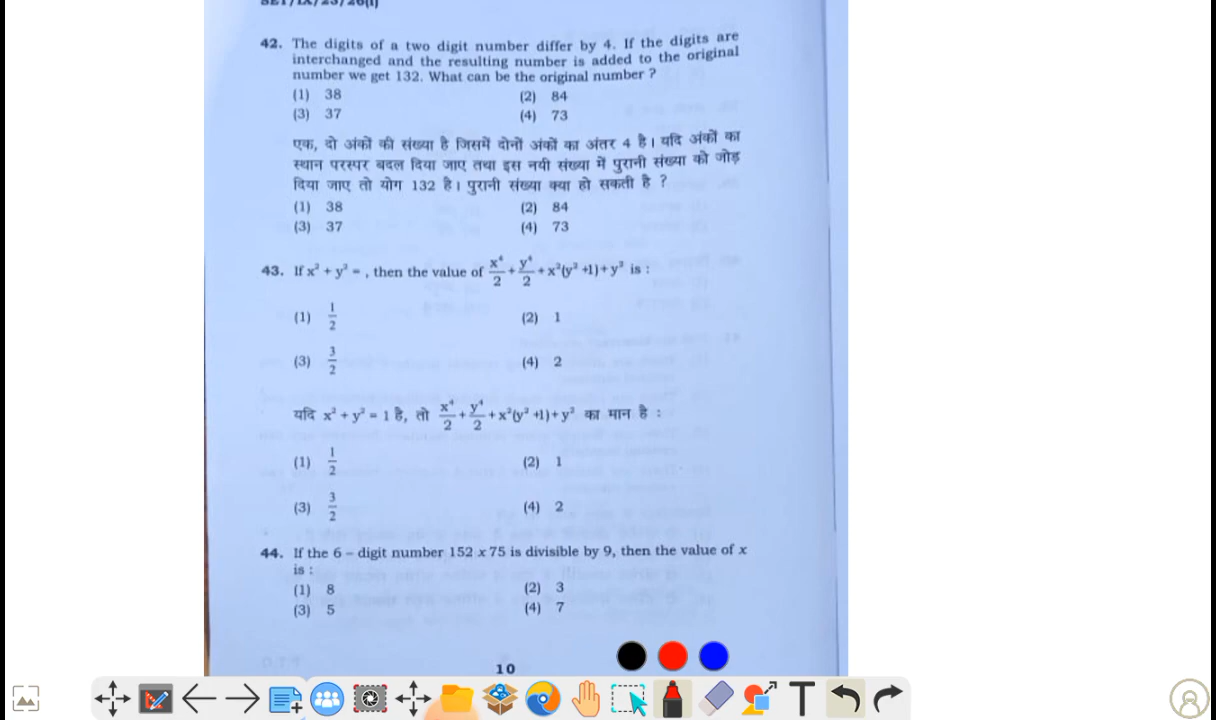 SET/IX/25/26(I)
42. The digits of a two digit number differ by 4. If the digits are
interchanged and the resulting number is added to the original
number we get 132. What can be the original number ?
(1) 38 (2) 84
(3) 37 (4) 73
एक, दो अंकों की संख्या है जिसमें दोनों अंकों का अंतर 4 है। यदि अंकों का
स्थान परस्पर बदल दिया जाए तथा इस नयी संख्या में पुरानी संख्या को जोड़
दिया जाए तो योग 132 है। पुरानी संख्या क्या हो सकती है ?
(1) 38 (2) 84
(3) 37 (4) 73
43. If x² + y² = , then the value of x⁴/2 + y⁴/2 + x²(y² +1)+ y² is :
(1) 1/2 (2) 1
(3) 3/2 (4) 2
यदि x² + y² = 1 है, तो x⁴/2 + y⁴/2 + x²(y² +1)+ y² का मान है :
(1) 1/2 (2) 1
(3) 3/2 (4) 2
44. If the 6 – digit number 152 x 75 is divisible by 9, then the value of x
is :
(1) 8 (2) 3
(3) 5 (4) 7
10